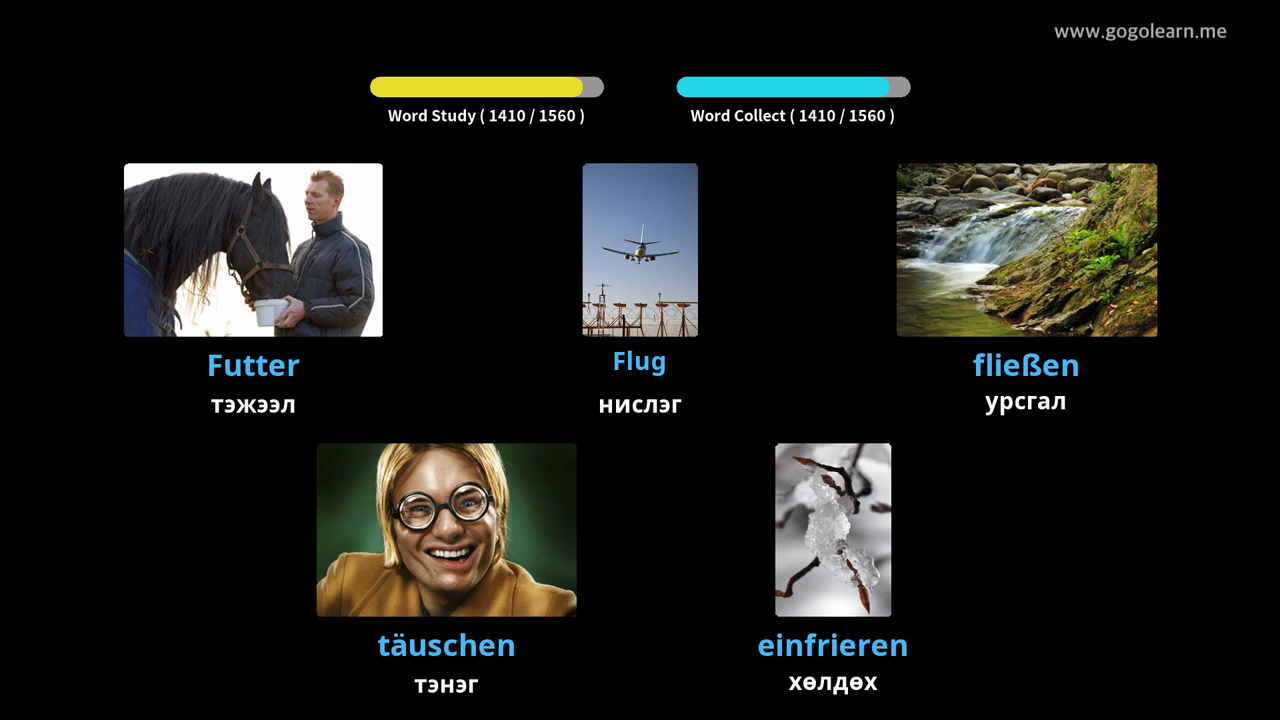 www.gogolearn.me
Word Study ( 1410 / 1560 )
Word Collect ( 1410 / 1560 )
Futter
тэжээл
Flug
нислэг
fließen
урсгал
täuschen
тэнэг
einfrieren
хөлдөх